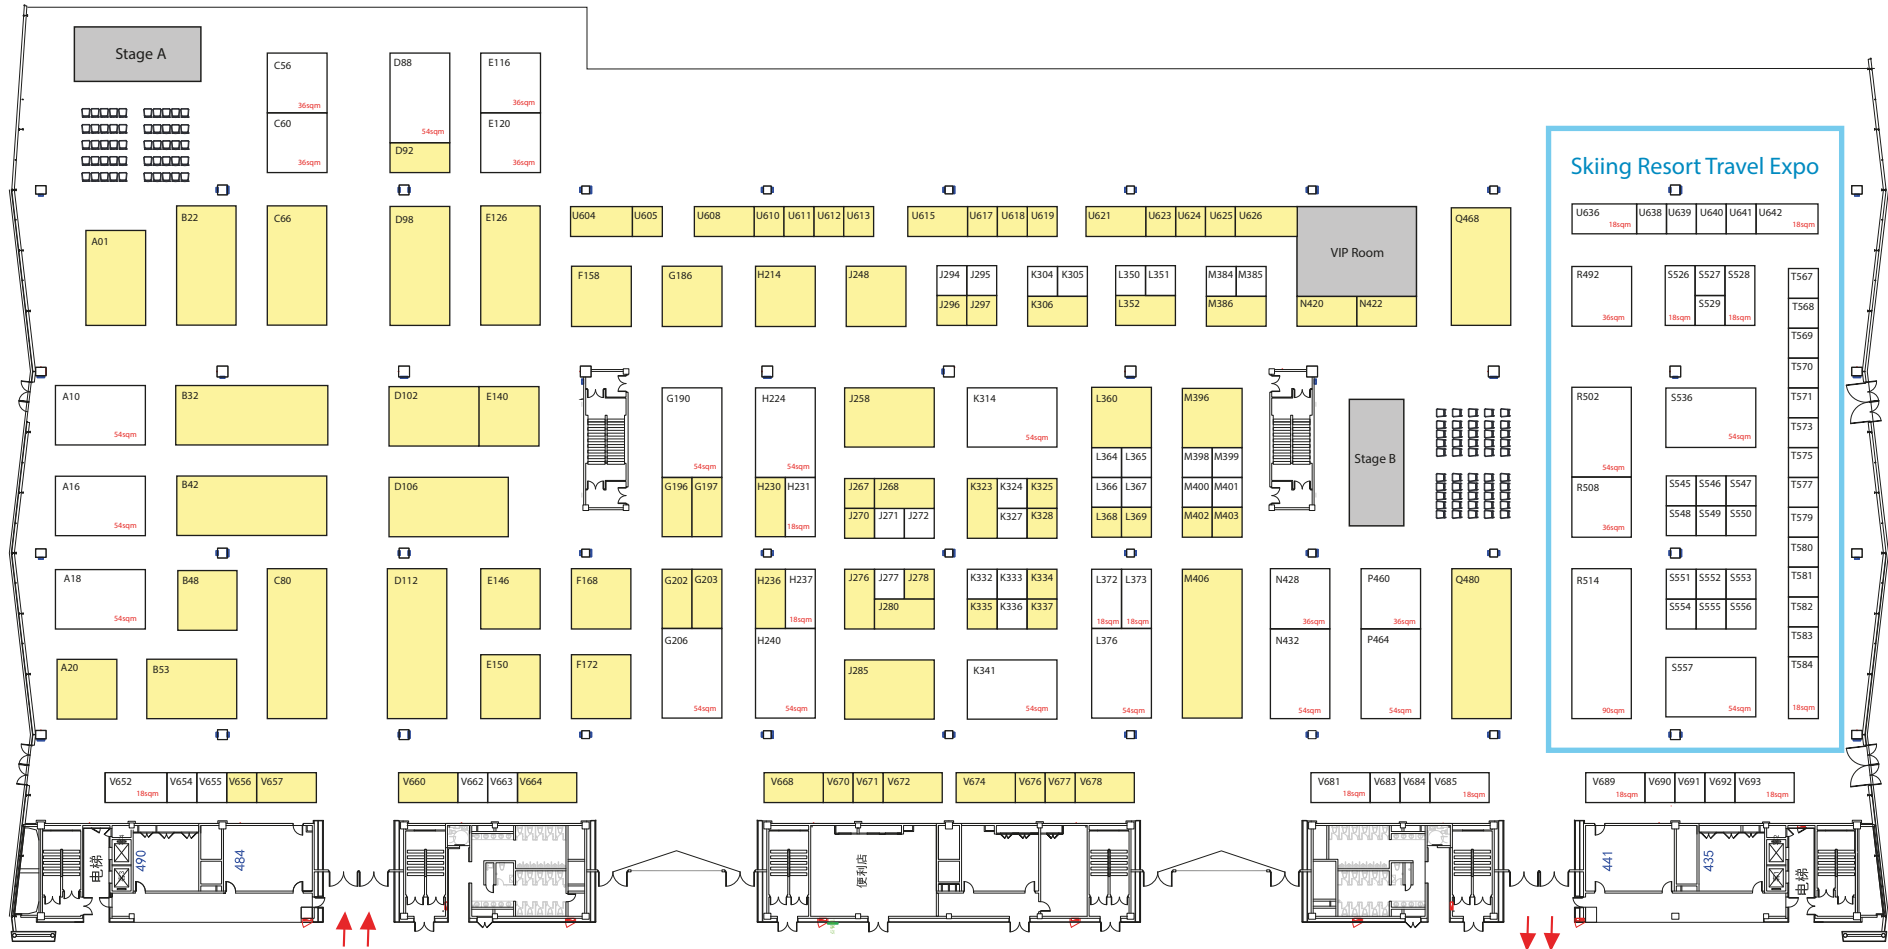 Stage A
C56
36sqm
C60
36sqm
D88
54sqm
D92
E116
36sqm
E120
36sqm
Skiing Resort Travel Expo
A01
B22
C66
D98
E126
U604 U605
U608 U610 U611 U612 U613
U615 U617 U618 U619
U621 U623 U624 U625 U626
VIP Room
Q468
U636 18sqm U638 U639 U640 U641 U642 18sqm
F158
G186
H214
J248
J294 J295
J296 J297
K304 K305
K306
L350 L351
L352
M384 M385
M386
N420 N422
R492
36sqm
S526 S527 S528
S529
18sqm 18sqm
T567
T568
T569
T570
T571
T573
T575
T577
T579
T580
T581
T582
T583
T584
18sqm
A10
54sqm
B32
D102 E140
G190
54sqm
H224
54sqm
J258
K314
54sqm
L360
M396
Stage B
R502
54sqm
S536
54sqm
L364 L365
M398 M399
A16
54sqm
B42
D106
G196 G197
H230 H231
18sqm
J267 J268
J270 J271 J272
K323 K324 K325
K327 K328
L366 L367
L368 L369
M400 M401
M402 M403
R508
36sqm
S545 S546 S547
S548 S549 S550
A18
54sqm
B48
C80
D112
E146
F168
G202 G203
H236 H237
18sqm
J276 J277 J278
J280
K332 K333 K334
K335 K336 K337
L372 L373
18sqm 18sqm
M406
N428
36sqm
P460
36sqm
Q480
R514
90sqm
S551 S552 S553
S554 S555 S556
A20
B53
E150
F172
G206
54sqm
H240
54sqm
J285
K341
54sqm
L376
54sqm
N432
54sqm
P464
54sqm
S557
54sqm
V652 18sqm V654 V655 V656 V657
V660 V662 V663 V664
V668 V670 V671 V672
V674 V676 V677 V678
V681 18sqm V683 V684 V685 18sqm
V689 18sqm V690 V691 V692 V693 18sqm
电梯
490
484
便利店
441
435
电梯